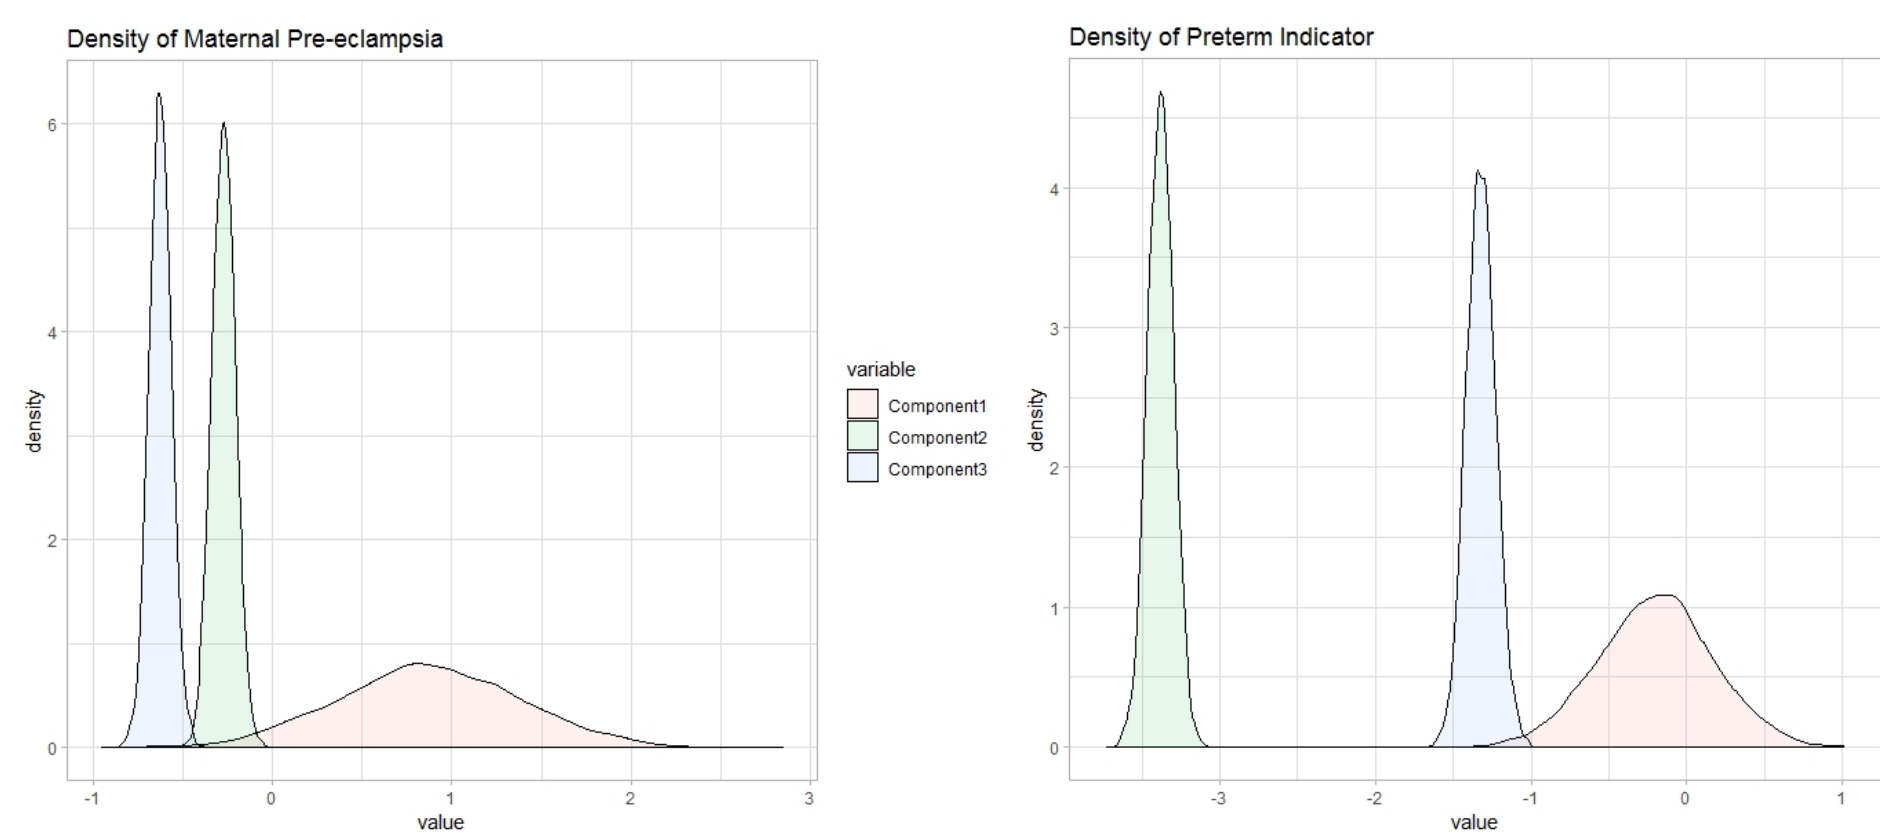 Density of Maternal Pre-eclampsia
6
4
2
0
density
-1
0
1
2
3
value
variable
Component1
Component2
Component3
Density of Preterm Indicator
4
3
2
1
0
density
-3
-2
-1
0
1
value